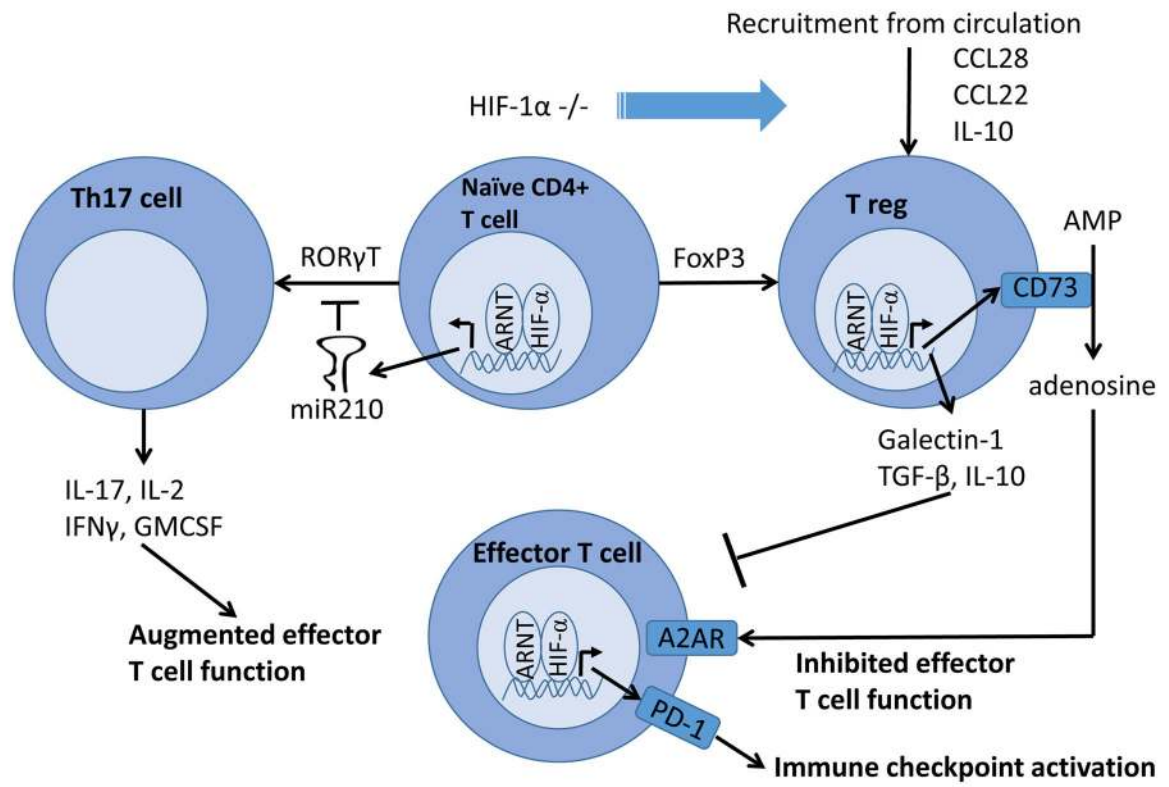 Recruitment from circulation
CCL28
CCL22
IL-10
HIF-1α -/-
Th17 cell
Naïve CD4+
T cell
T reg
AMP
RORγT
FoxP3
CD73
ARNT
HIF-α
ARNT
HIF-α
miR210
adenosine
Galectin-1
TGF-β, IL-10
IL-17, IL-2
IFNγ, GMCSF
Effector T cell
ARNT
HIF-α
A2AR
Augmented effector
T cell function
Inhibited effector
T cell function
PD-1
Immune checkpoint activation